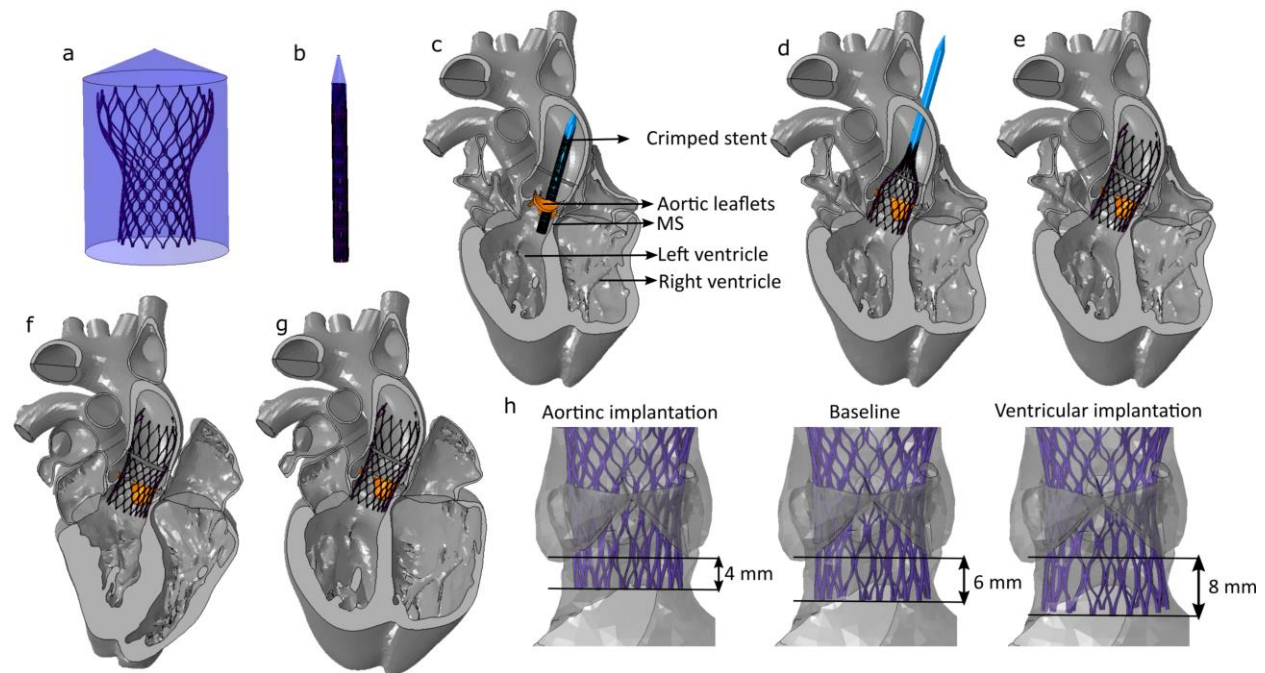 a
b
c
d
e
Crimped stent
Aortic leaflets
MS
Left ventricle
Right ventricle
f
g
h
Aortinc implantation
Baseline
Ventricular implantation
4 mm
6 mm
8 mm